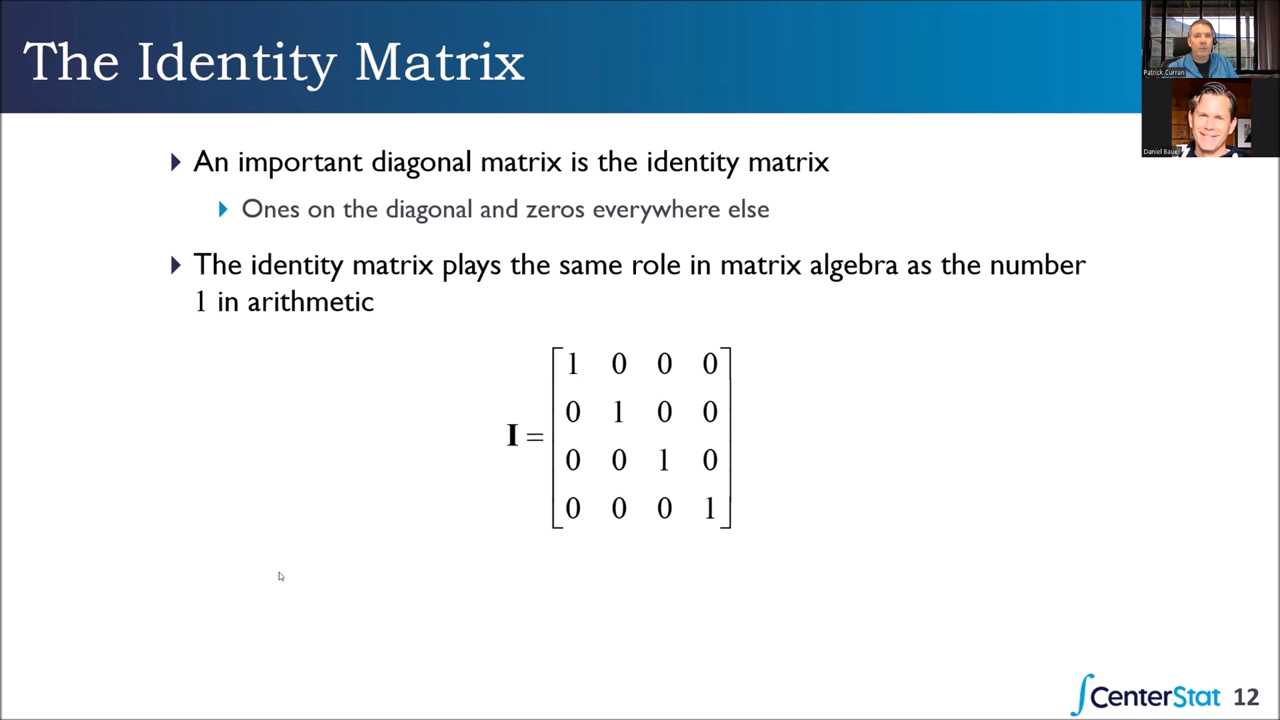 The Identity Matrix
Patrick Curran
Daniel Bauer
An important diagonal matrix is the identity matrix
Ones on the diagonal and zeros everywhere else
The identity matrix plays the same role in matrix algebra as the number
1 in arithmetic
I = [1 0 0 0
0 1 0 0
0 0 1 0
0 0 0 1]
CenterStat 12